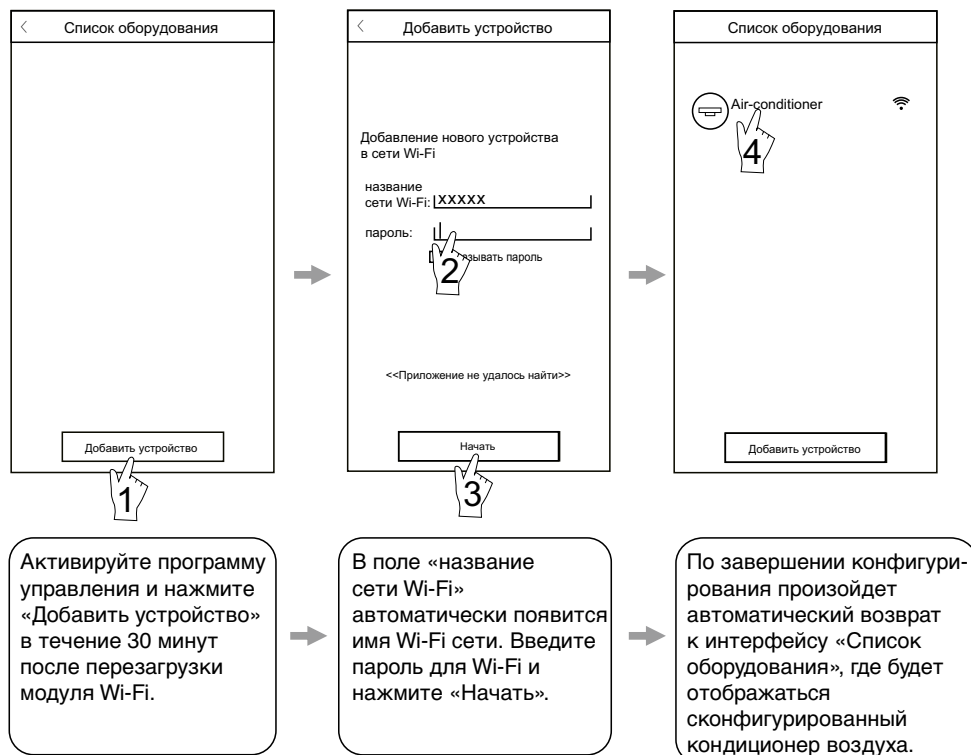 Список оборудования
Добавить устройство
1
Добавить устройство
Добавление нового устройства
в сети Wi-Fi
название
сети Wi-Fi: XXXXX
пароль:
2
зывать пароль
<<Приложение не удалось найти>>
Начать
3
Список оборудования
Air-conditioner
4
Добавить устройство
Активируйте программу
управления и нажмите
«Добавить устройство»
в течение 30 минут
после перезагрузки
модуля Wi-Fi.
В поле «название
сети Wi-Fi»
автоматически появится
имя Wi-Fi сети. Введите
пароль для Wi-Fi и
нажмите «Начать».
По завершении конфигури-
рования произойдет
автоматический возврат
к интерфейсу «Список
оборудования», где будет
отображаться
сконфигурированный
кондиционер воздуха.